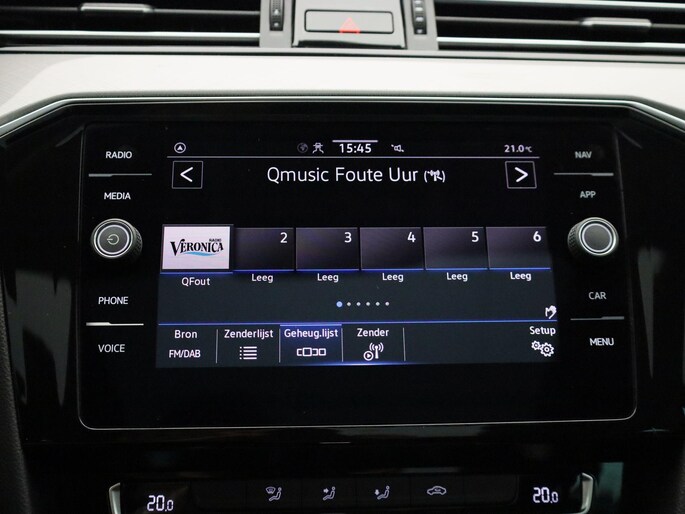 15:45
21.0°C
RADIO
NAV
Qmusic Foute Uur
MEDIA
APP
RADIO
VERONICA
2
3
4
5
6
QFout
Leeg
Leeg
Leeg
Leeg
Leeg
PHONE
CAR
Bron
Zenderlijst
Geheug.lijst
Zender
Setup
FM/DAB
VOICE
MENU
20.0
20.0